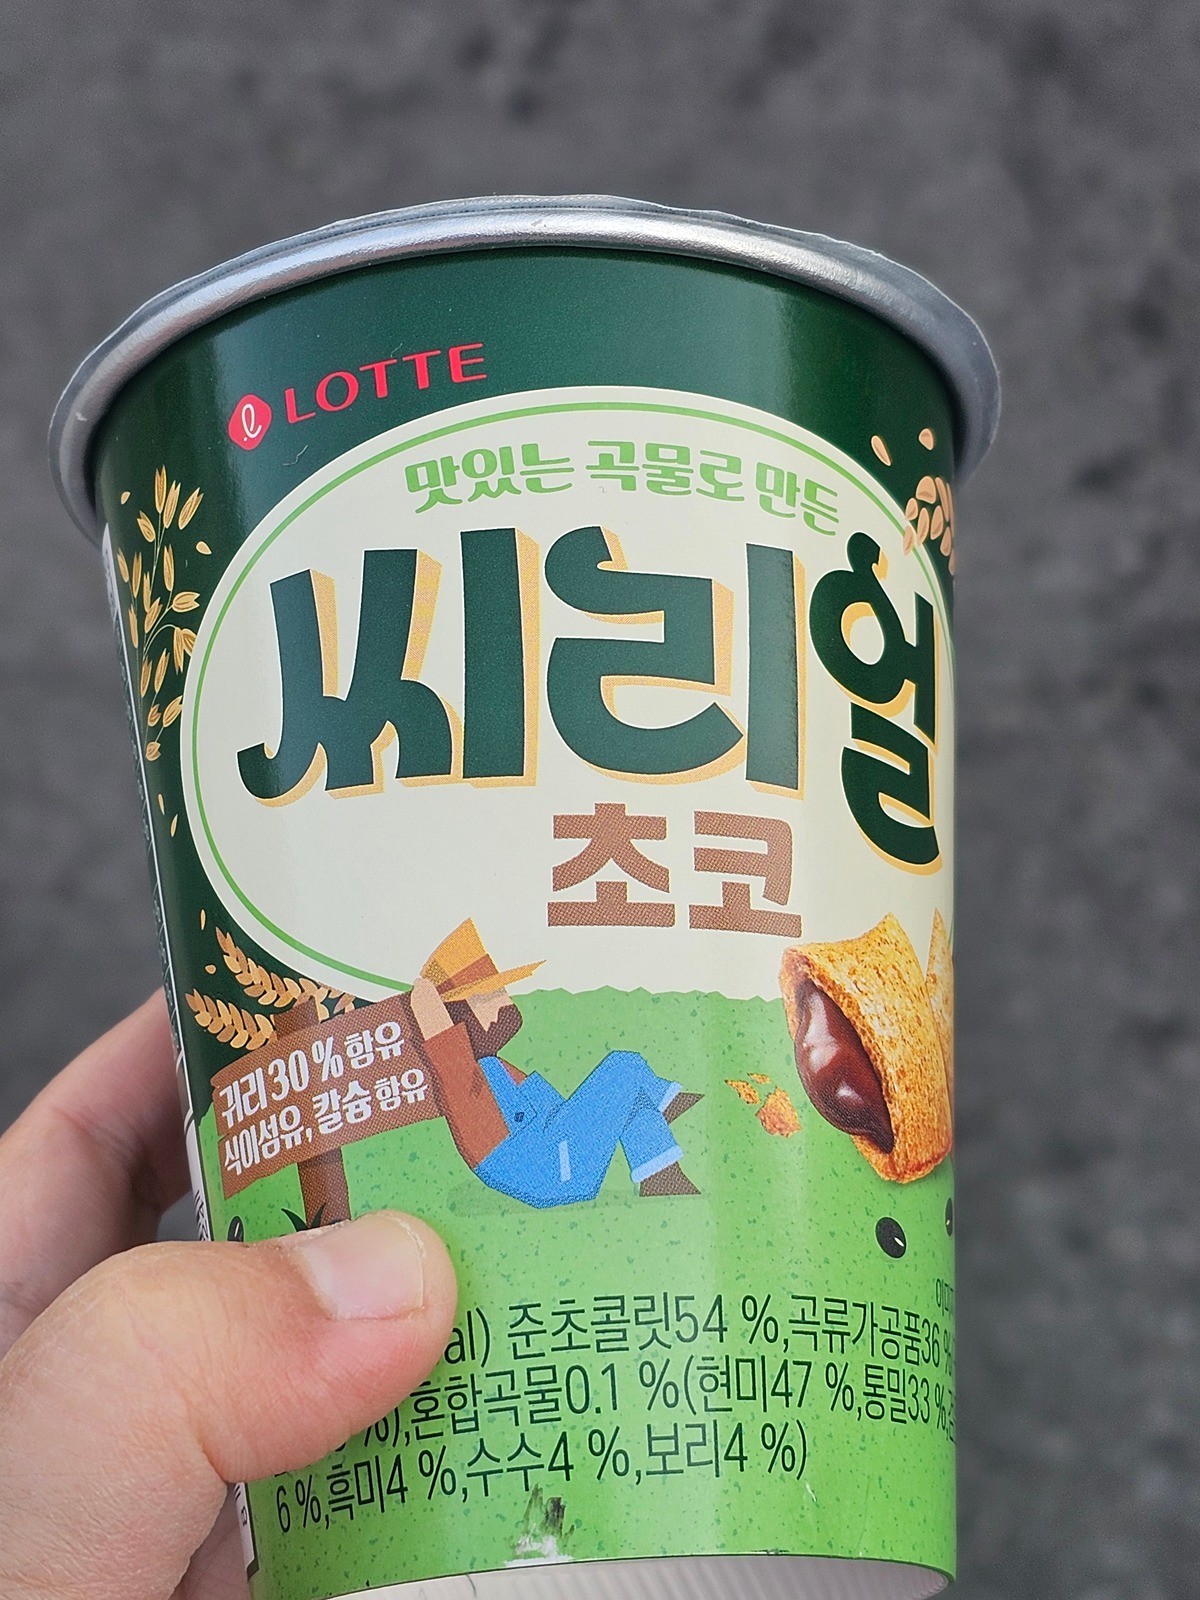 LOTTE
맛있는 곡물로 만든
씨리얼
초코
귀리 30 % 함유
식이섬유, 칼슘 함유
al) 준초콜릿54 %,곡류가공품36
%),혼합곡물0.1 %(현미47 %,통밀33 %,
6 %,흑미4 %,수수4 %,보리4 %)